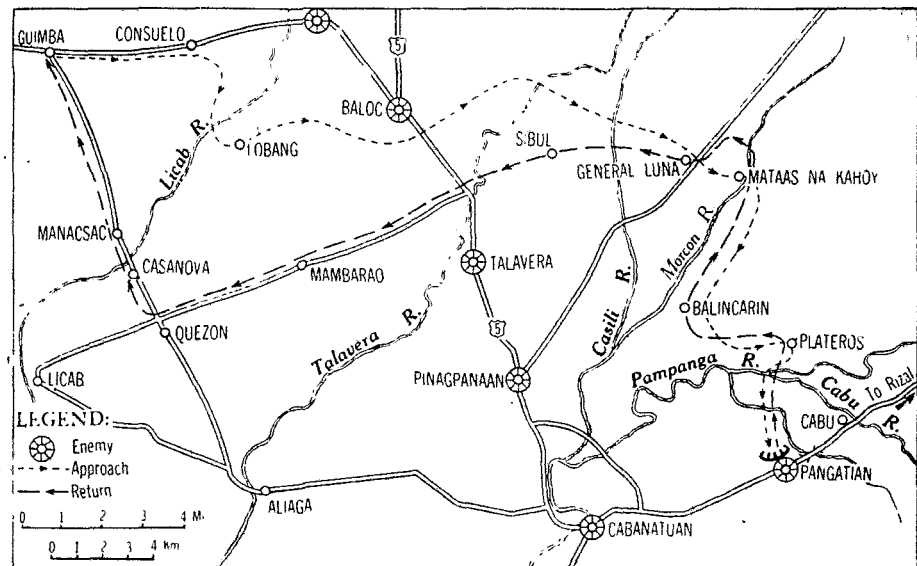 GUIMBA
CONSUELO
5
BALOC
Licab R.
LOBANG
S.BUL
GENERAL LUNA
MATAAS NA KAHOY
MANACSAC
CASANOVA
MAMBARAO
TALAVERA
Casili R.
Morcon R.
QUEZON
Talavera R.
5
BALINCARIN
PLATEROS
LICAB
PINAGPANAAN
Pampanga R.
Cabu R.
To Rizal
CABU
PANGATIAN
ALIAGA
CABANATUAN
LEGEND:
Enemy
Approach
Return
0 1 2 3 4 M.
0 1 2 3 4 Km